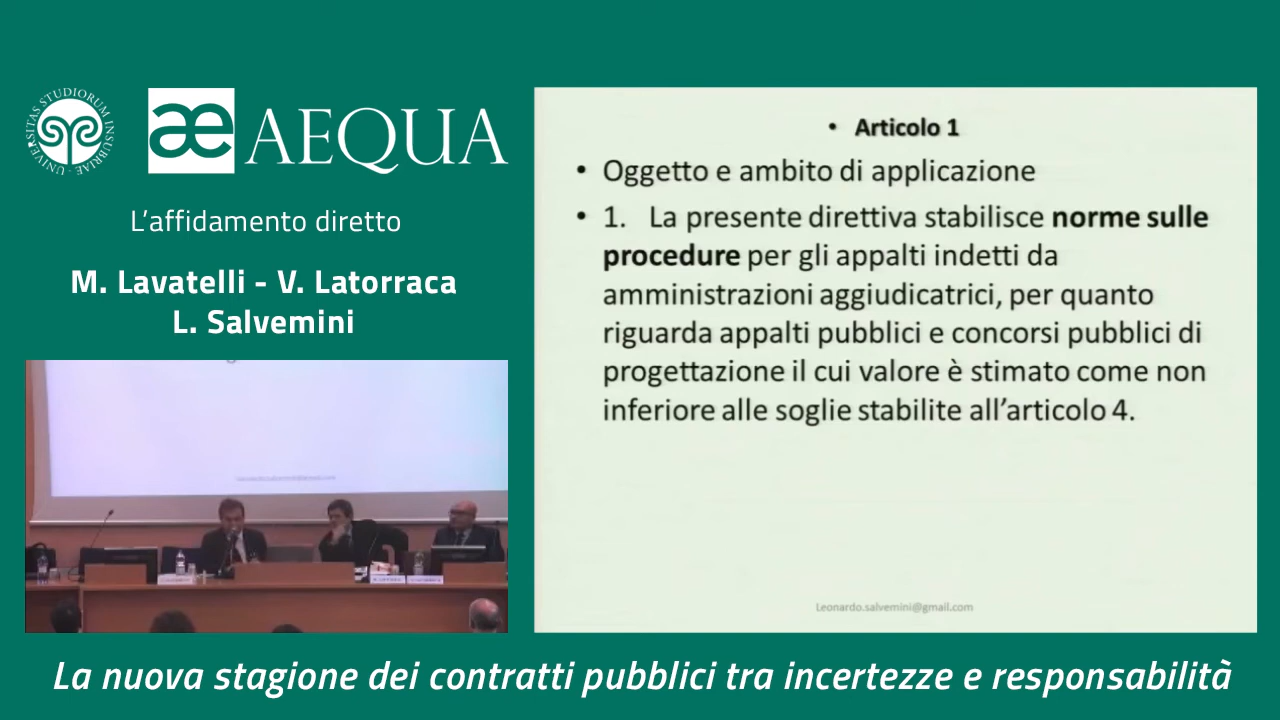 UNIVERSITAS STUDIORUM INSUBRIAE
æ AEQUA
L'affidamento diretto
M. Lavatelli - V. Latorraca
L. Salvemini
• Articolo 1
• Oggetto e ambito di applicazione
• 1. La presente direttiva stabilisce norme sulle
procedure per gli appalti indetti da
amministrazioni aggiudicatrici, per quanto
riguarda appalti pubblici e concorsi pubblici di
progettazione il cui valore è stimato come non
inferiore alle soglie stabilite all'articolo 4.
Leonardo.salvemini@gmail.com
La nuova stagione dei contratti pubblici tra incertezze e responsabilità